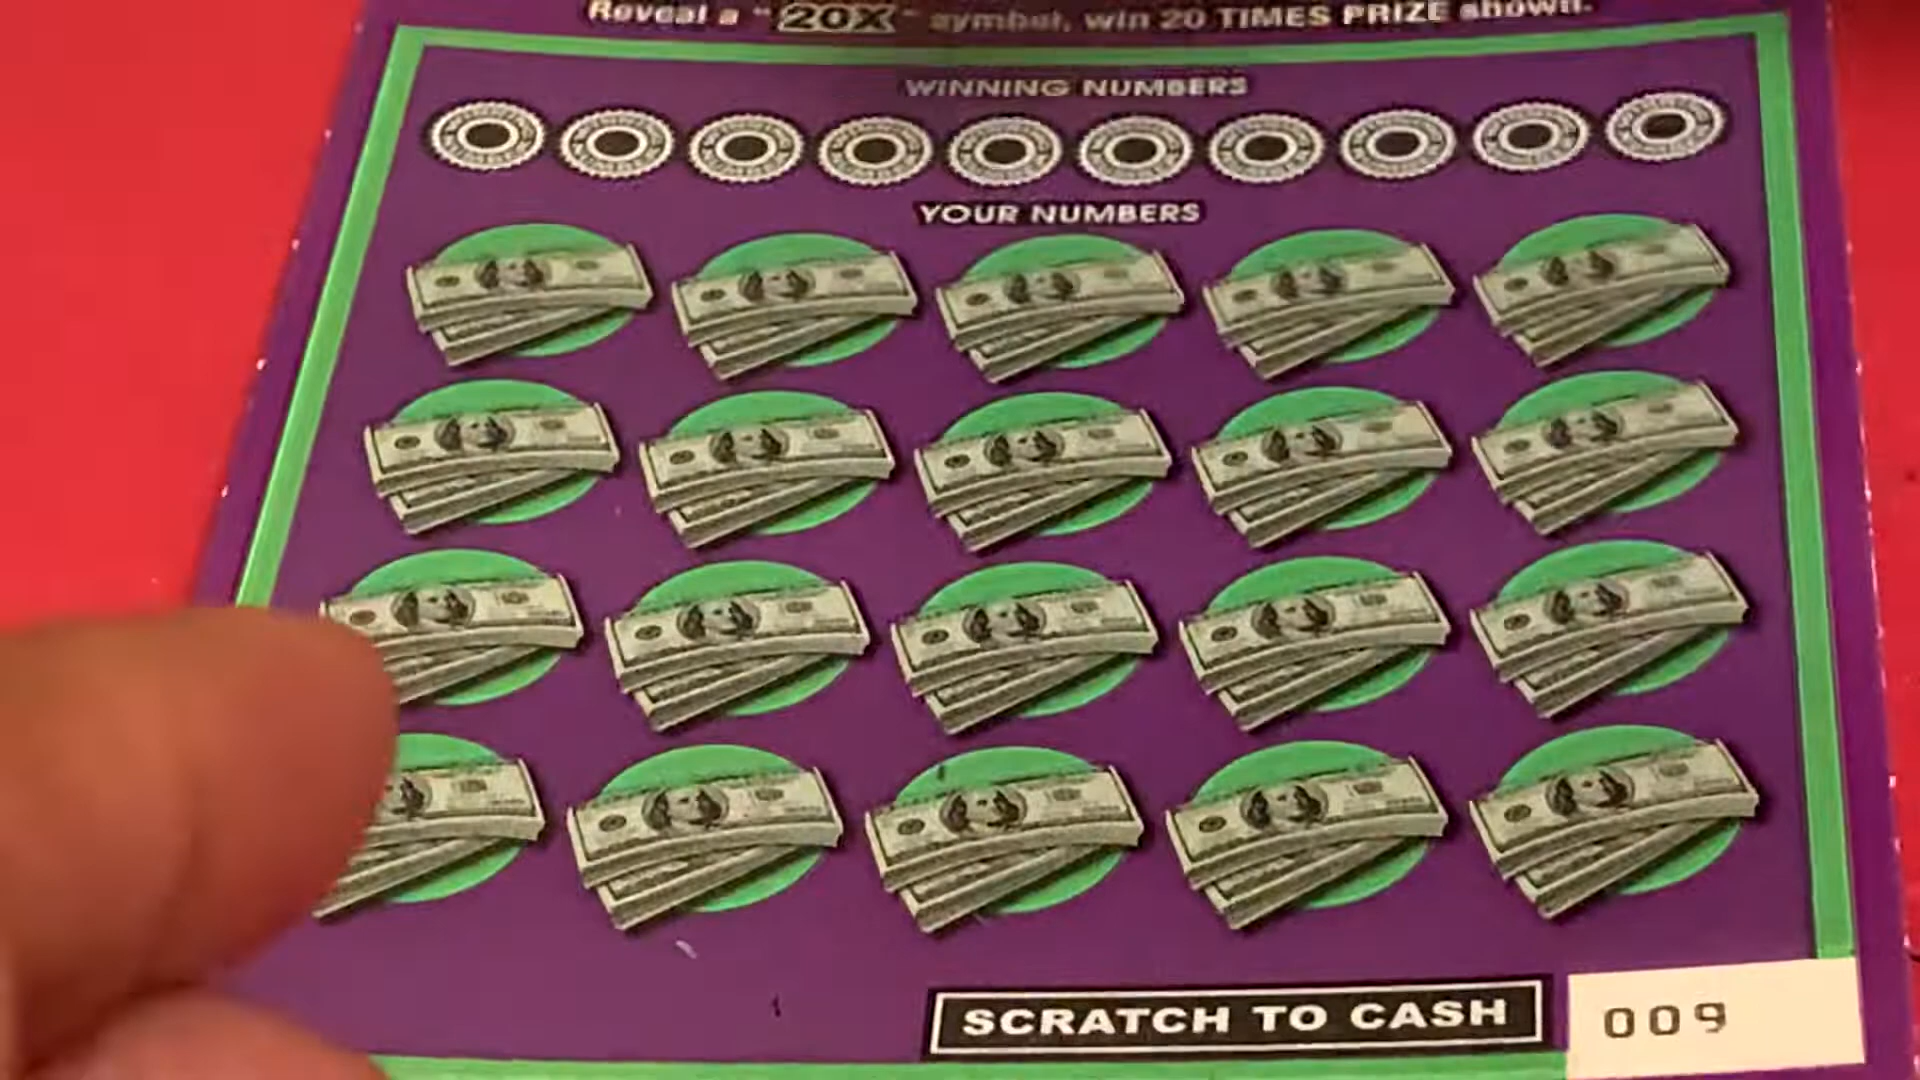 Reveal a "20X" symbol, win 20 TIMES PRIZE shown.
WINNING NUMBERS
YOUR NUMBERS
SCRATCH TO CASH
009